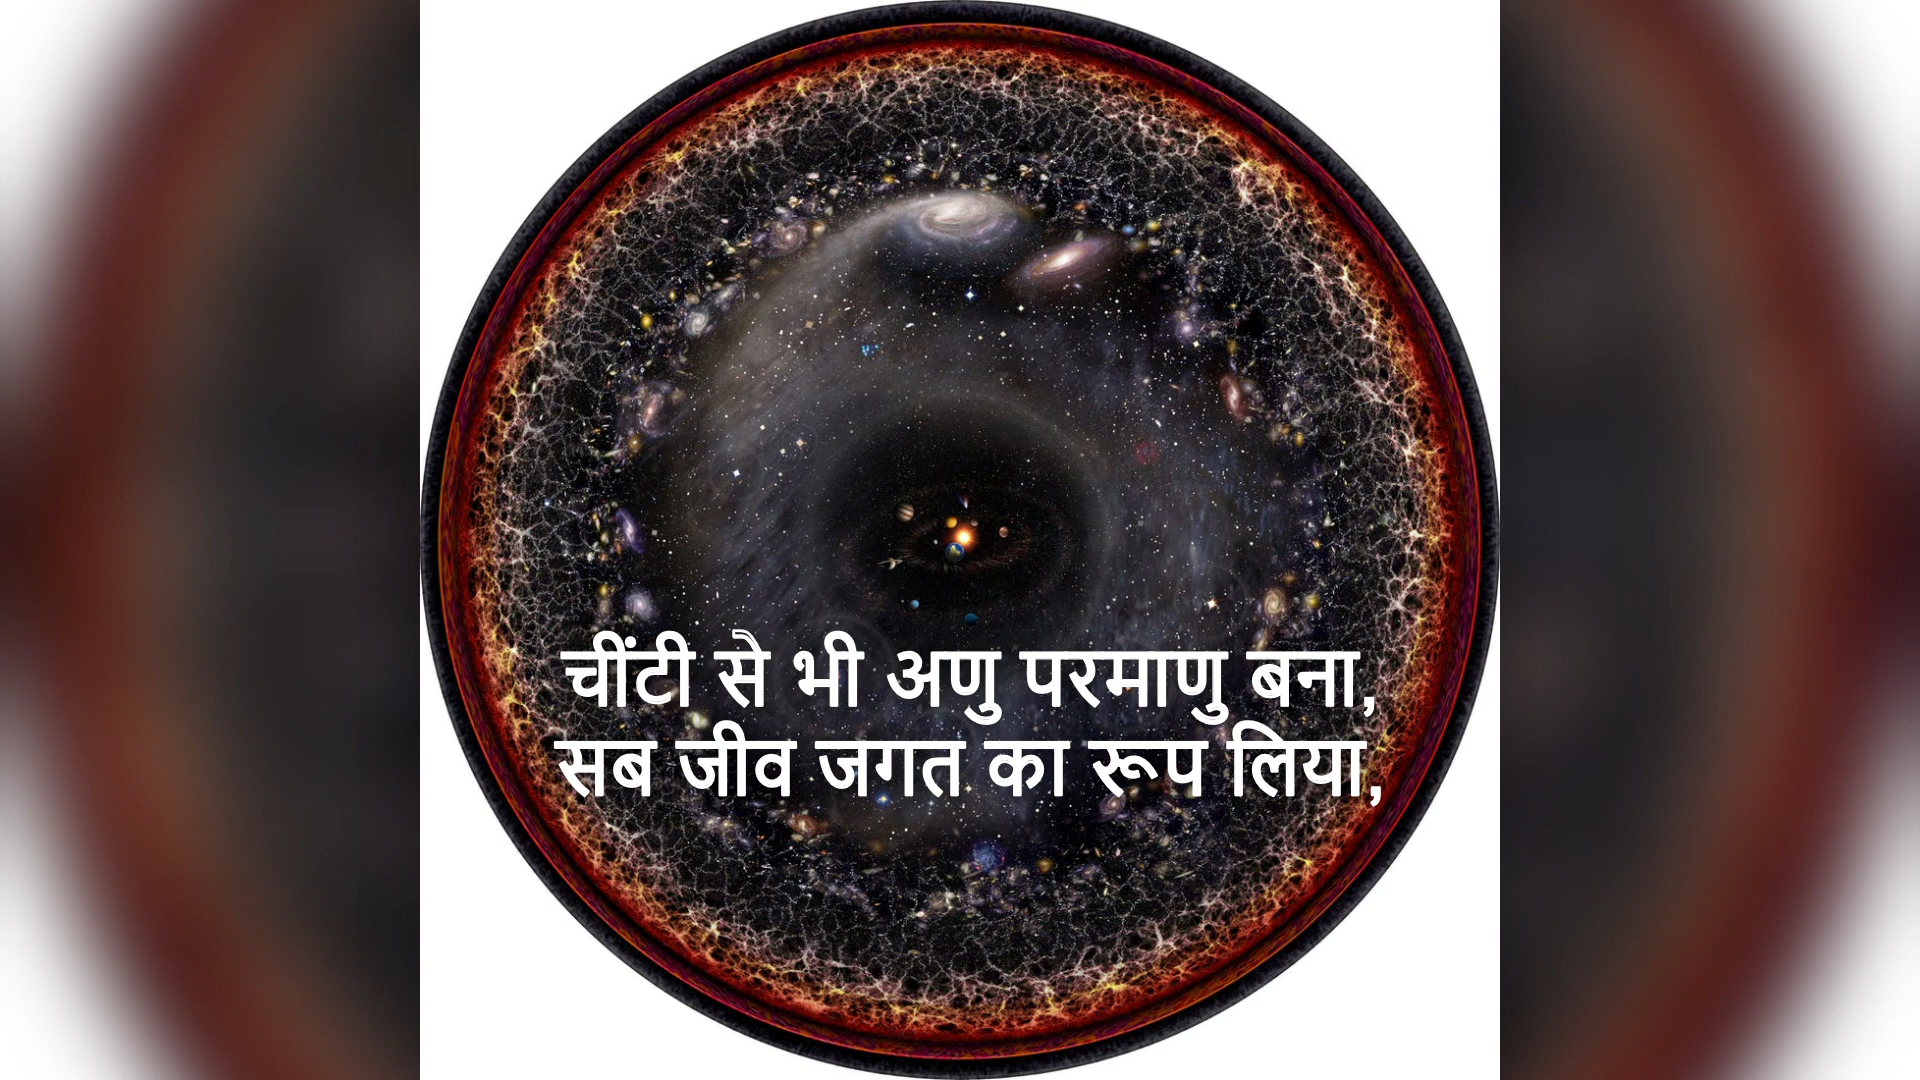 चींटी से भी अणु परमाणु बना,
सब जीव जगत का रूप लिया,